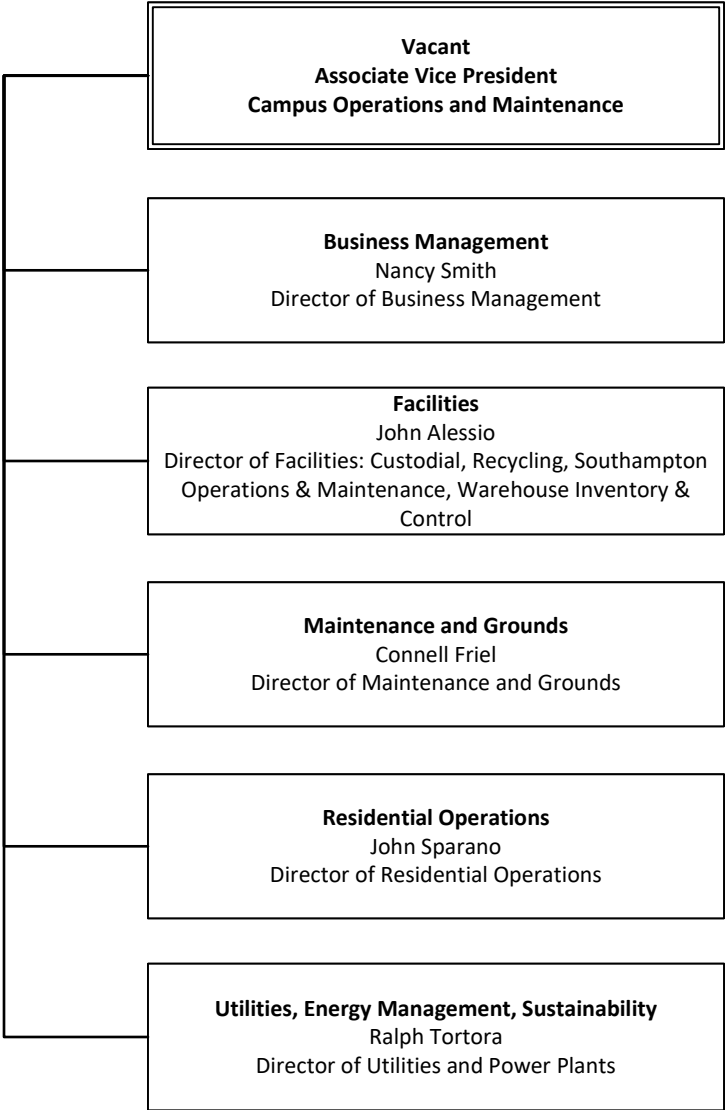 Vacant
Associate Vice President
Campus Operations and Maintenance
Business Management
Nancy Smith
Director of Business Management
Facilities
John Alessio
Director of Facilities: Custodial, Recycling, Southampton
Operations & Maintenance, Warehouse Inventory &
Control
Maintenance and Grounds
Connell Friel
Director of Maintenance and Grounds
Residential Operations
John Sparano
Director of Residential Operations
Utilities, Energy Management, Sustainability
Ralph Tortora
Director of Utilities and Power Plants